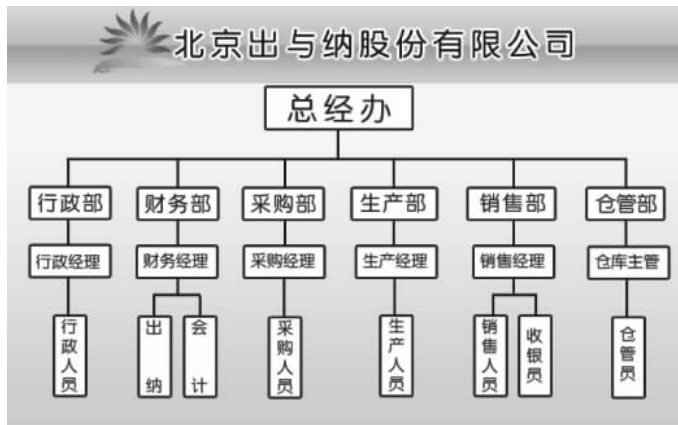 北京出与纳股份有限公司
总经办
行政部
财务部
采购部
生产部
销售部
仓管部
行政经理
财务经理
采购经理
生产经理
销售经理
仓库主管
行政人员
出纳
会计
采购人员
生产人员
销售人员
收银员
仓管员